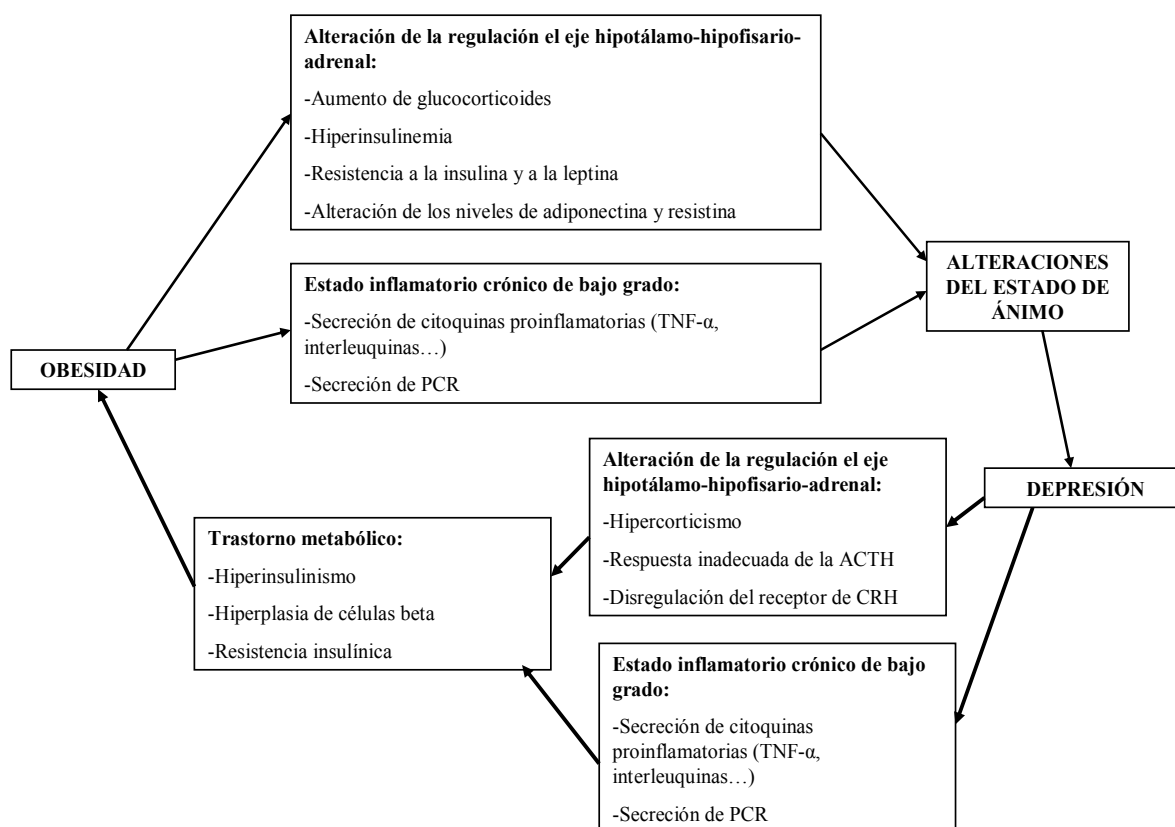 Alteración de la regulación el eje hipotálamo-hipofisario-
adrenal:
-Aumento de glucocorticoides
-Hiperinsulinemia
-Resistencia a la insulina y a la leptina
-Alteración de los niveles de adiponectina y resistina
ALTERACIONES
DEL ESTADO DE
ÁNIMO
Estado inflamatorio crónico de bajo grado:
-Secreción de citoquinas proinflamatorias (TNF-α,
interleuquinas…)
-Secreción de PCR
OBESIDAD
Alteración de la regulación el eje
hipotálamo-hipofisario-adrenal:
-Hipercorticismo
-Respuesta inadecuada de la ACTH
-Disregulación del receptor de CRH
DEPRESIÓN
Trastorno metabólico:
-Hiperinsulinismo
-Hiperplasia de células beta
-Resistencia insulínica
Estado inflamatorio crónico de bajo
grado:
-Secreción de citoquinas
proinflamatorias (TNF-α,
interleuquinas…)
-Secreción de PCR